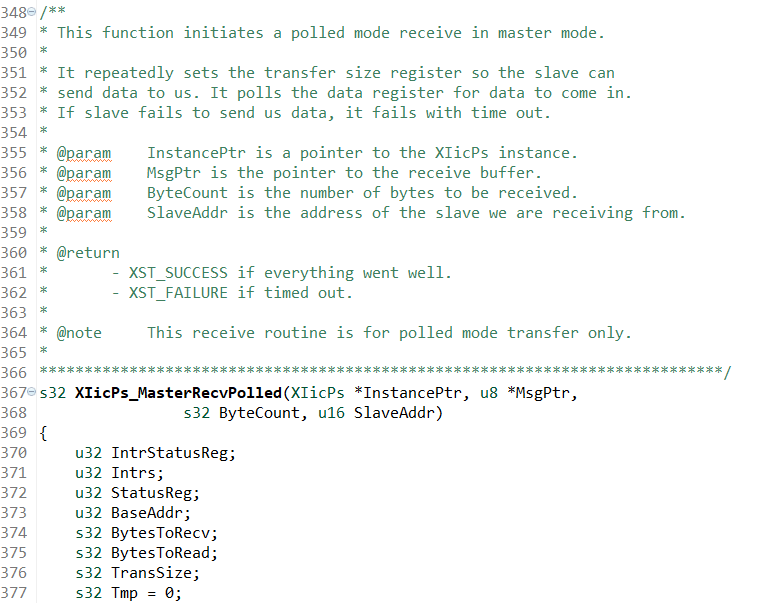 348 /**
349 * This function initiates a polled mode receive in master mode.
350 *
351 * It repeatedly sets the transfer size register so the slave can
352 * send data to us. It polls the data register for data to come in.
353 * If slave fails to send us data, it fails with time out.
354 *
355 * @param    InstancePtr is a pointer to the XIicPs instance.
356 * @param    MsgPtr is the pointer to the receive buffer.
357 * @param    ByteCount is the number of bytes to be received.
358 * @param    SlaveAddr is the address of the slave we are receiving from.
359 *
360 * @return
361 *       - XST_SUCCESS if everything went well.
362 *       - XST_FAILURE if timed out.
363 *
364 * @note     This receive routine is for polled mode transfer only.
365 *
366 ****************************************************************************/
367 s32 XIicPs_MasterRecvPolled(XIicPs *InstancePtr, u8 *MsgPtr,
368                 s32 ByteCount, u16 SlaveAddr)
369 {
370     u32 IntrStatusReg;
371     u32 Intrs;
372     u32 StatusReg;
373     u32 BaseAddr;
374     s32 BytesToRecv;
375     s32 BytesToRead;
376     s32 TransSize;
377     s32 Tmp = 0;